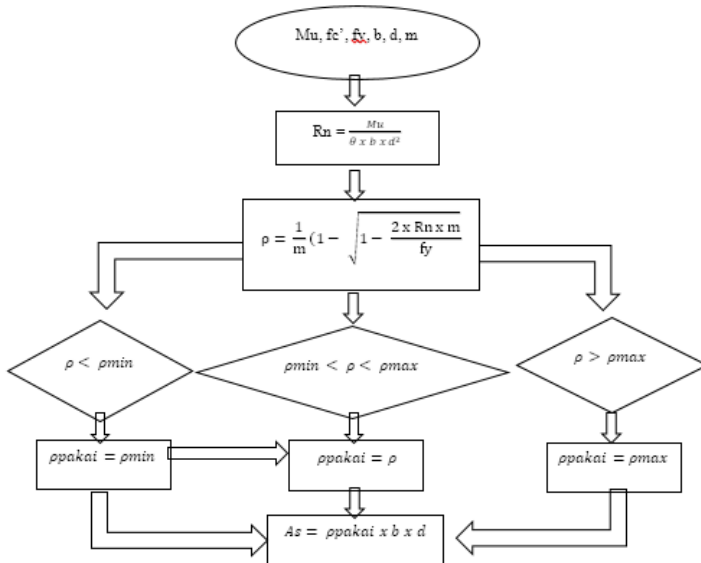 Mu, fc', fy, b, d, m
Rn = Mu / θ x b x d²
ρ = 1/m (1 − √1 − 2 x Rn x m / fy
ρ < ρmin
ρmin < ρ < ρmax
ρ > ρmax
ρpakai = ρmin
ρpakai = ρ
ρpakai = ρmax
As = ρpakai x b x d